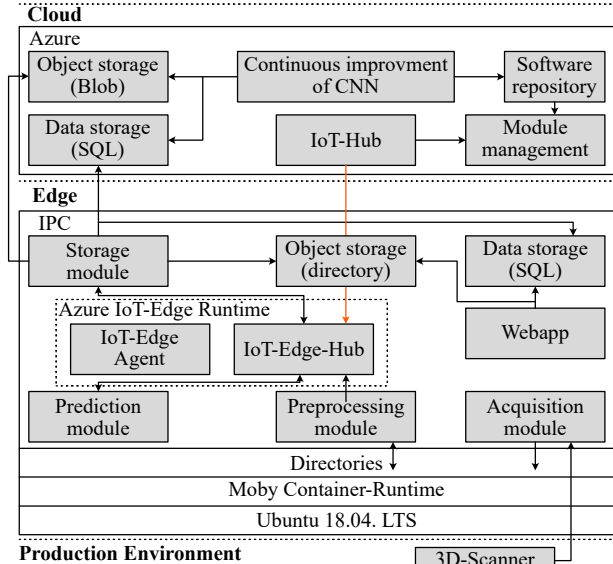 Cloud
Azure
Object storage
(Blob)
Continuous improvment
of CNN
Software
repository
Data storage
(SQL)
IoT-Hub
Module
management
Edge
IPC
Storage
module
Object storage
(directory)
Data storage
(SQL)
Azure IoT-Edge Runtime
IoT-Edge
Agent
IoT-Edge-Hub
Webapp
Prediction
module
Preprocessing
module
Acquisition
module
Directories
Moby Container-Runtime
Ubuntu 18.04. LTS
Production Environment
3D-Scanner